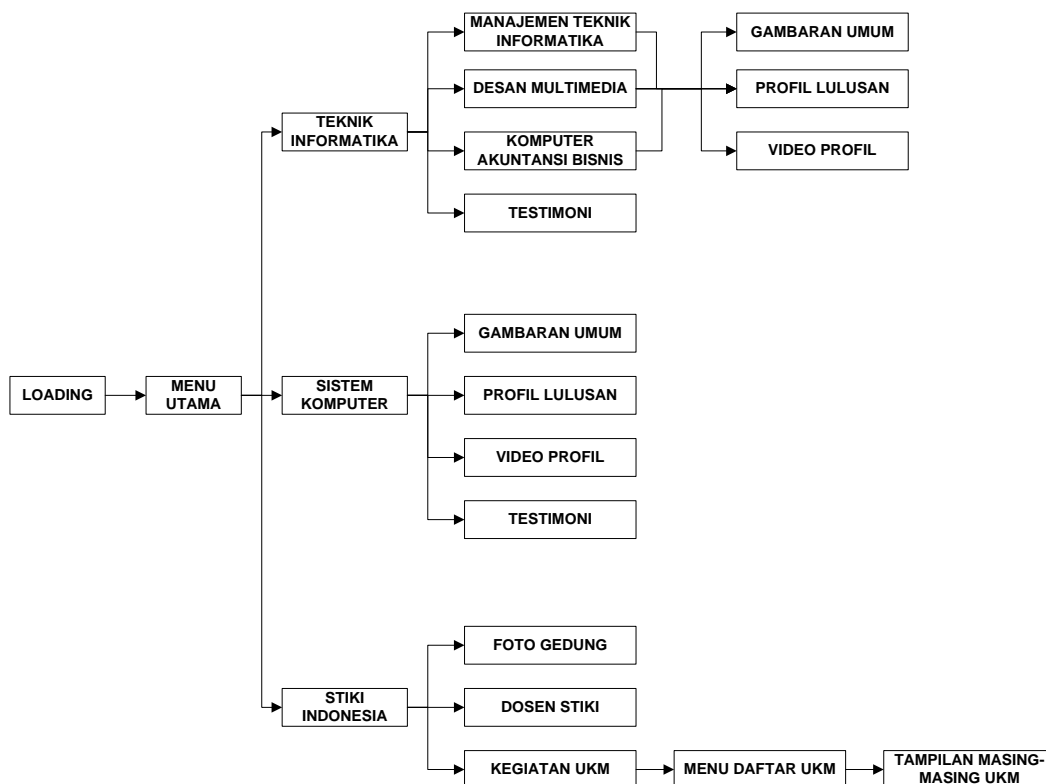 MANAJEMEN TEKNIK
INFORMATIKA
GAMBARAN UMUM
DESAN MULTIMEDIA
PROFIL LULUSAN
TEKNIK
INFORMATIKA
KOMPUTER
AKUNTANSI BISNIS
VIDEO PROFIL
TESTIMONI
GAMBARAN UMUM
LOADING
MENU
UTAMA
SISTEM
KOMPUTER
PROFIL LULUSAN
VIDEO PROFIL
TESTIMONI
FOTO GEDUNG
STIKI
INDONESIA
DOSEN STIKI
KEGIATAN UKM
MENU DAFTAR UKM
TAMPILAN MASING-
MASING UKM